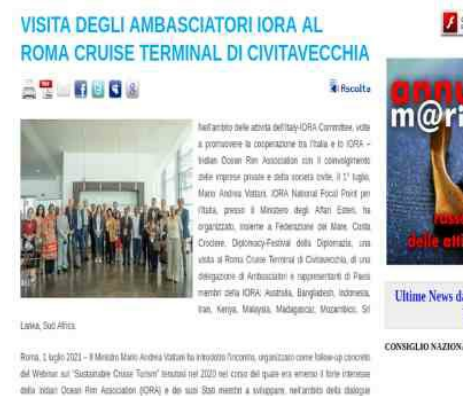 VISITA DEGLI AMBASCIATORI IORA AL
ROMA CRUISE TERMINAL DI CIVITAVECCHIA
Ascolta
Nell'ambito delle attività dell'Italy-IORA Committee, volte
a promuovere la cooperazione tra l'Italia e lo IORA –
Indian Ocean Rim Association con il coinvolgimento
delle imprese private e della società civile, il 1° luglio,
Mario Andrea Vattani, IORA National Focal Point per
l'Italia, presso il Ministero degli Affari Esteri, ha
organizzato, insieme a Federazione del Mare, Costa
Crociere, Diplomacy-Festival della Diplomazia, una
visita al Roma Cruise Terminal di Civitavecchia, di una
delegazione di Ambasciatori e rappresentanti di Paesi
membri della IORA: Australia, Bangladesh, Indonesia,
Iran, Kenya, Malaysia, Madagascar, Mozambico, Sri
Lanka, Sud Africa.
Roma, 1 luglio 2021 – Il Ministro Mario Andrea Vattani ha introdotto l'incontro, organizzato come follow-up concreto
del Webinar sul "Sustainable Cruise Turism" tenutosi nel 2020 nel corso del quale era emerso il forte interesse
della Indian Ocean Rim Association (IORA) e dei suoi Stati membri a sviluppare, nell'ambito della dialogue
m@ri
delle att
Ultime News d
CONSIGLIO NAZION